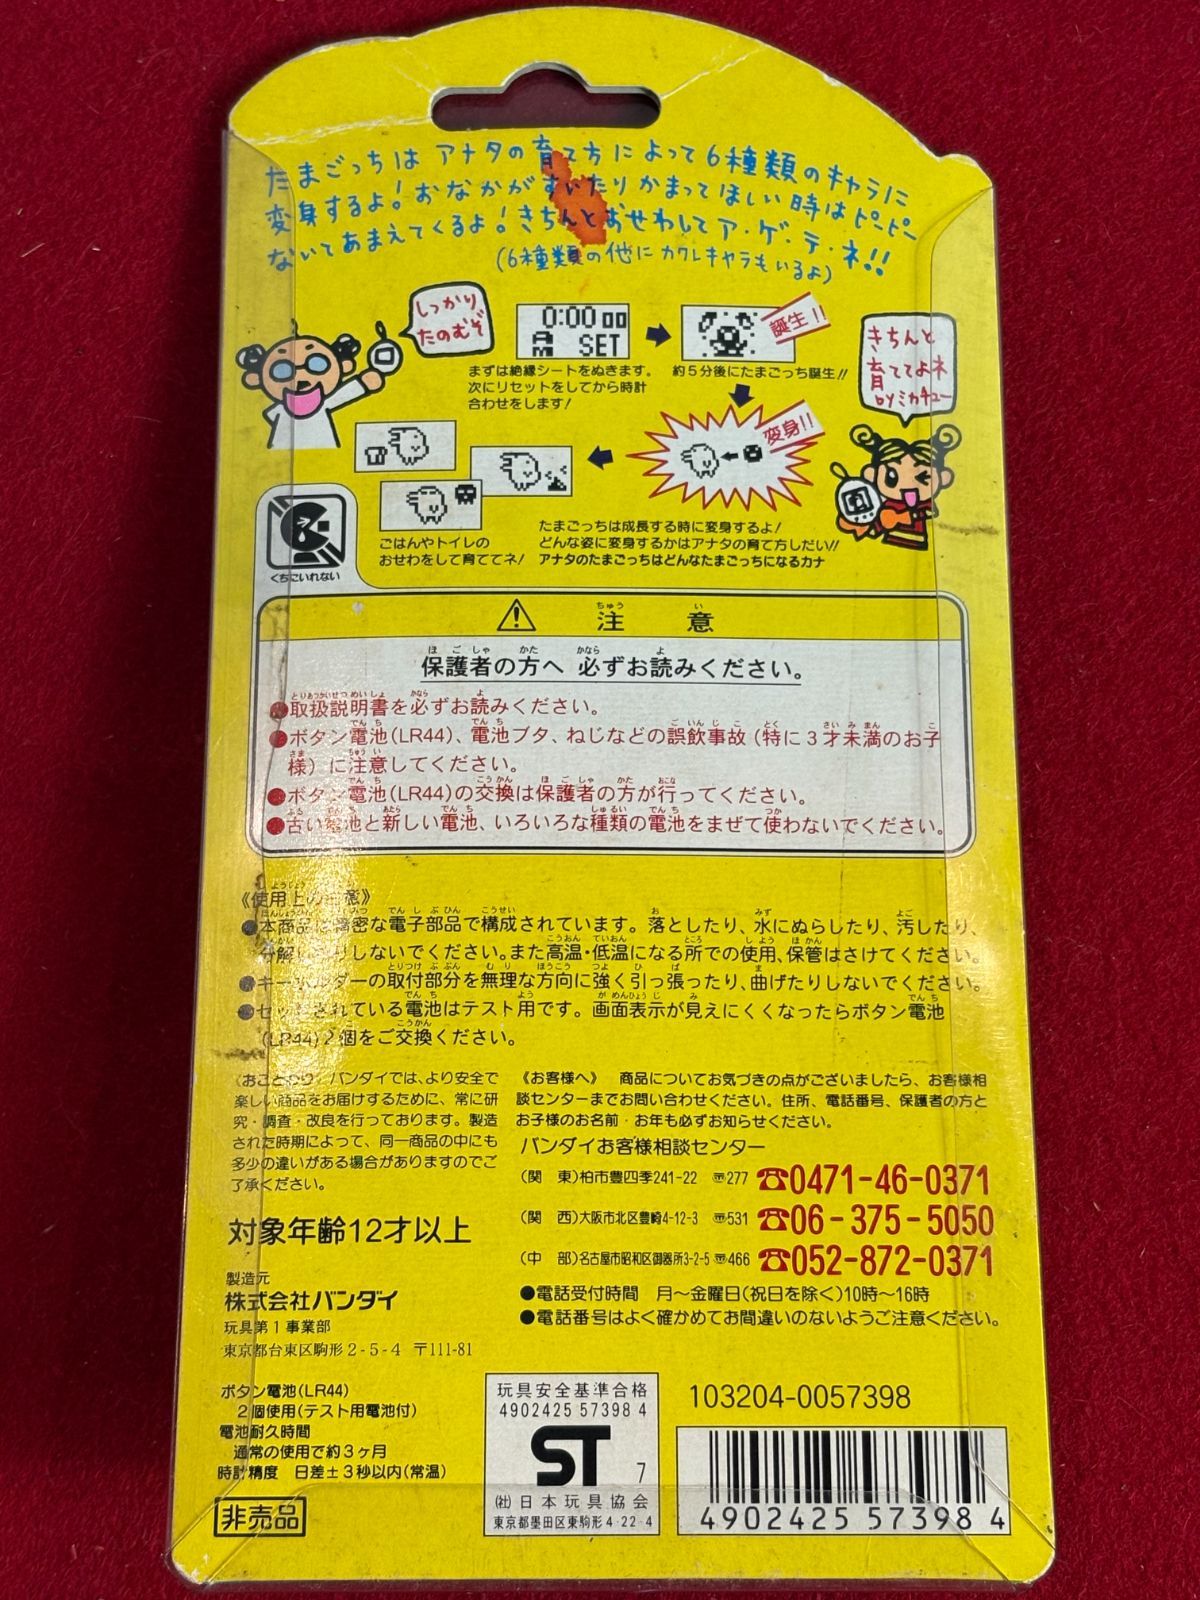 たまごっちは アナタの育て方によって6種類のキャラに
変身するよ!おなかがすいたり かまってほしい時はピーピー
ないてあまえてくるよ!きちんとおせわしてア・ゲ・テ・ネ!!
(6種類の他にカクレキャラもいるよ)
しっかり
たのむぞ
0:00 00
AM SET
誕生!!
きちんと
育ててよネ
byミカチュー
まずは絶縁シートをぬきます。
次にリセットをしてから時計
合わせをします!
約5分後にたまごっち誕生!!
変身!!
ごはんやトイレの
おせわをして育ててネ!
たまごっちは成長する時に変身するよ!
どんな姿に変身するかはアナタの育て方しだい!!
アナタのたまごっちはどんなたまごっちになるカナ
くちにいれない
注意
保護者の方へ 必ずお読みください。
●取扱説明書を必ずお読みください。
●ボタン電池(LR44)、電池ブタ、ねじなどの誤飲事故(特に3才未満のお子
様)に注意してください。
●ボタン電池(LR44)の交換は保護者の方が行ってください。
●古い電池と新しい電池、いろいろな種類の電池をまぜて使わないでください。
《使用上の注意》
●本商品は精密な電子部品で構成されています。落としたり、水にぬらしたり、汚したり、
分解したりしないでください。また高温・低温になる所での使用、保管はさけてください。
●キーホルダーの取付部分を無理な方向に強く引っ張ったり、曲げたりしないでください。
●セットされている電池はテスト用です。画面表示が見えにくくなったらボタン電池
(LR44)2個をご交換ください。
〈おことわり〉バンダイでは、より安全で
楽しい商品をお届けするために、常に研
究・調査・改良を行っております。製造
された時期によって、同一商品の中にも
多少の違いがある場合がありますのでご
了承ください。
対象年齢12才以上
製造元
株式会社バンダイ
玩具第1事業部
東京都台東区駒形2-5-4 〒111-81
《お客様へ》 商品についてお気づきの点がございましたら、お客様相
談センターまでお問い合わせください。住所、電話番号、保護者の方と
お子様のお名前・お年も必ずお知らせください。
バンダイお客様相談センター
(関 東)柏市豊四季241-22 〒277 ☎0471-46-0371
(関 西)大阪市北区豊崎4-12-3 〒531 ☎06-375-5050
(中 部)名古屋市昭和区御器所3-2-5 〒466 ☎052-872-0371
●電話受付時間 月〜金曜日(祝日を除く)10時〜16時
●電話番号はよく確かめてお間違いのないようご注意ください。
ボタン電池(LR44)
2個使用(テスト用電池付)
電池耐久時間
通常の使用で約3ヶ月
時計精度 日差±3秒以内(常温)
非売品
玩具安全基準合格
4902425 57398 4
ST 7
(社)日本玩具協会
東京都墨田区東駒形4-22-4
103204-0057398
4902425 573984